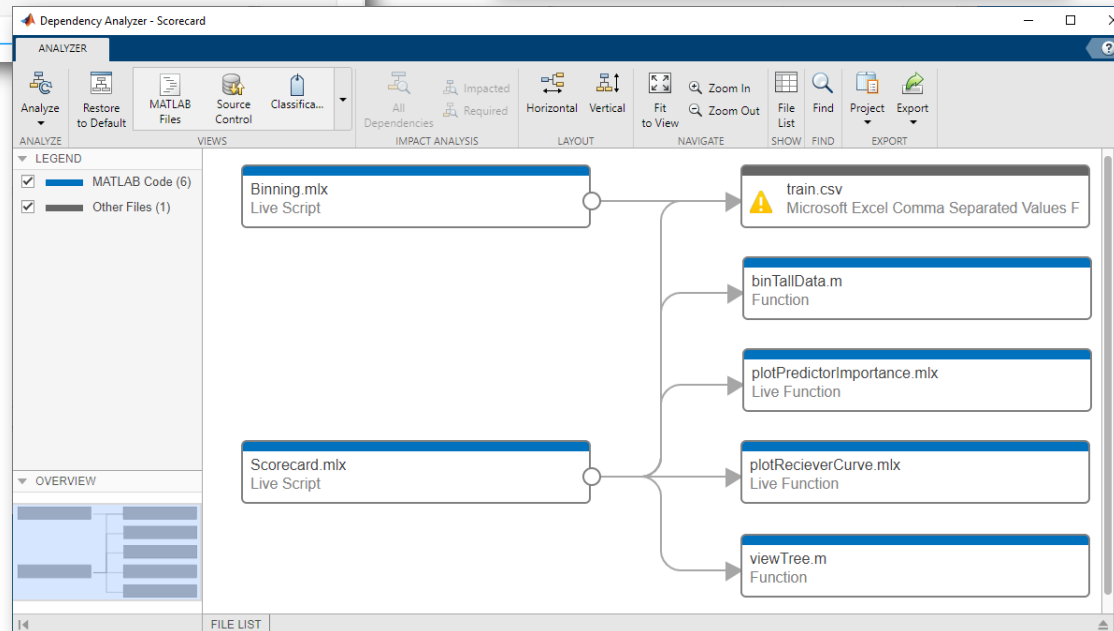 Dependency Analyzer - Scorecard
ANALYZER
Analyze
Restore
to Default
MATLAB
Files
Source
Control
Classifica...
All
Dependencies
Impacted
Required
Horizontal
Vertical
Fit
to View
Zoom In
Zoom Out
File
List
Find
Project
Export
ANALYZE
VIEWS
IMPACT ANALYSIS
LAYOUT
NAVIGATE
SHOW
FIND
EXPORT
LEGEND
MATLAB Code (6)
Other Files (1)
Binning.mlx
Live Script
train.csv
Microsoft Excel Comma Separated Values F
binTallData.m
Function
plotPredictorImportance.mlx
Live Function
Scorecard.mlx
Live Script
plotRecieverCurve.mlx
Live Function
viewTree.m
Function
OVERVIEW
FILE LIST